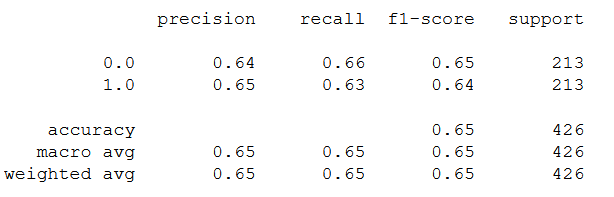 precision recall f1-score support
0.0 0.64 0.66 0.65 213
1.0 0.65 0.63 0.64 213
accuracy 0.65 426
macro avg 0.65 0.65 0.65 426
weighted avg 0.65 0.65 0.65 426